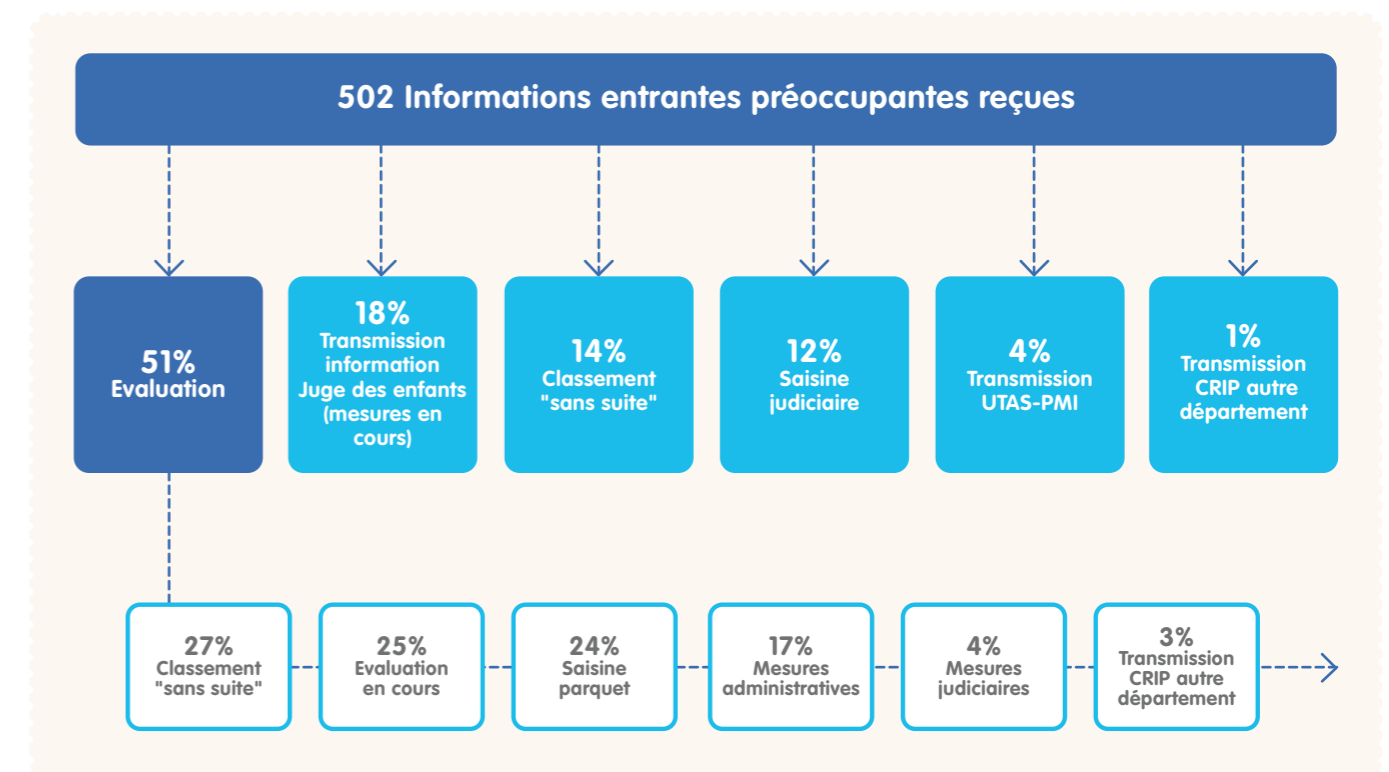 502 Informations entrantes préoccupantes reçues
51%
Evaluation
18%
Transmission
information
Juge des enfants
(mesures en
cours)
14%
Classement
"sans suite"
12%
Saisine
judiciaire
4%
Transmission
UTAS-PMI
1%
Transmission
CRIP autre
département
27%
Classement
"sans suite"
25%
Evaluation
en cours
24%
Saisine
parquet
17%
Mesures
administratives
4%
Mesures
judiciaires
3%
Transmission
CRIP autre
département